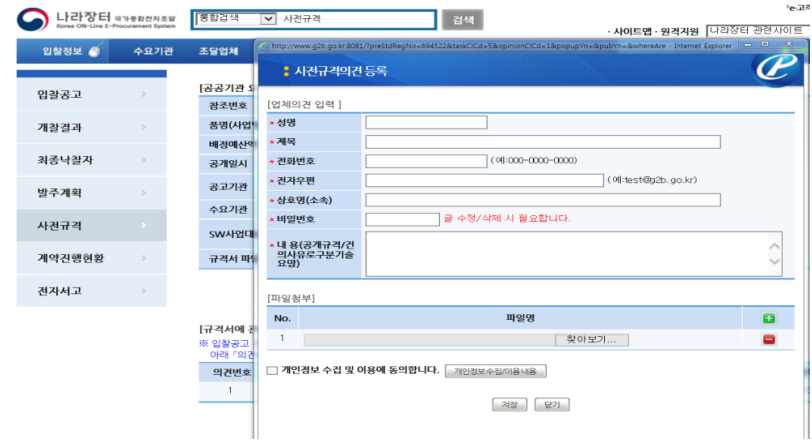 나라장터 국가종합전자조달
Korea ON-Line E-Procurement System
통합검색 사전규격 검색
· 사이트맵 · 원격지원 나라장터 관련사이트
입찰정보 수요기관 조달업체
http://www.g2b.go.kr:8081/?preStdRegNo=694522&taskClCd=5&opinionClCd=1&popupYn=&pubYn=&whereAre - Internet Explorer
사전규격의견 등록
입찰공고
개찰결과
최종낙찰자
발주계획
사전규격
계약진행현황
전자서고
[공공기관
참조번호
품명(사업
배정예산
공개일시
공고기관
수요기관
SW사업대
규격서 파일
[규격서에
※ 입찰공고
아래 「의견
의견번호
1
[업체의견 입력 ]
* 성명
* 제목
* 전화번호 (예:000-0000-0000)
* 전자우편 (예:test@g2b.go.kr)
* 상호명(소속)
* 비밀번호 글 수정/삭제 시 필요합니다.
* 내 용(공개규격/건
의사유로구분기술
요망)
[파일첨부]
No. 파일명
1 찾아보기...
개인정보 수집 및 이용에 동의합니다. 개인정보수집/이용내용
저장 닫기